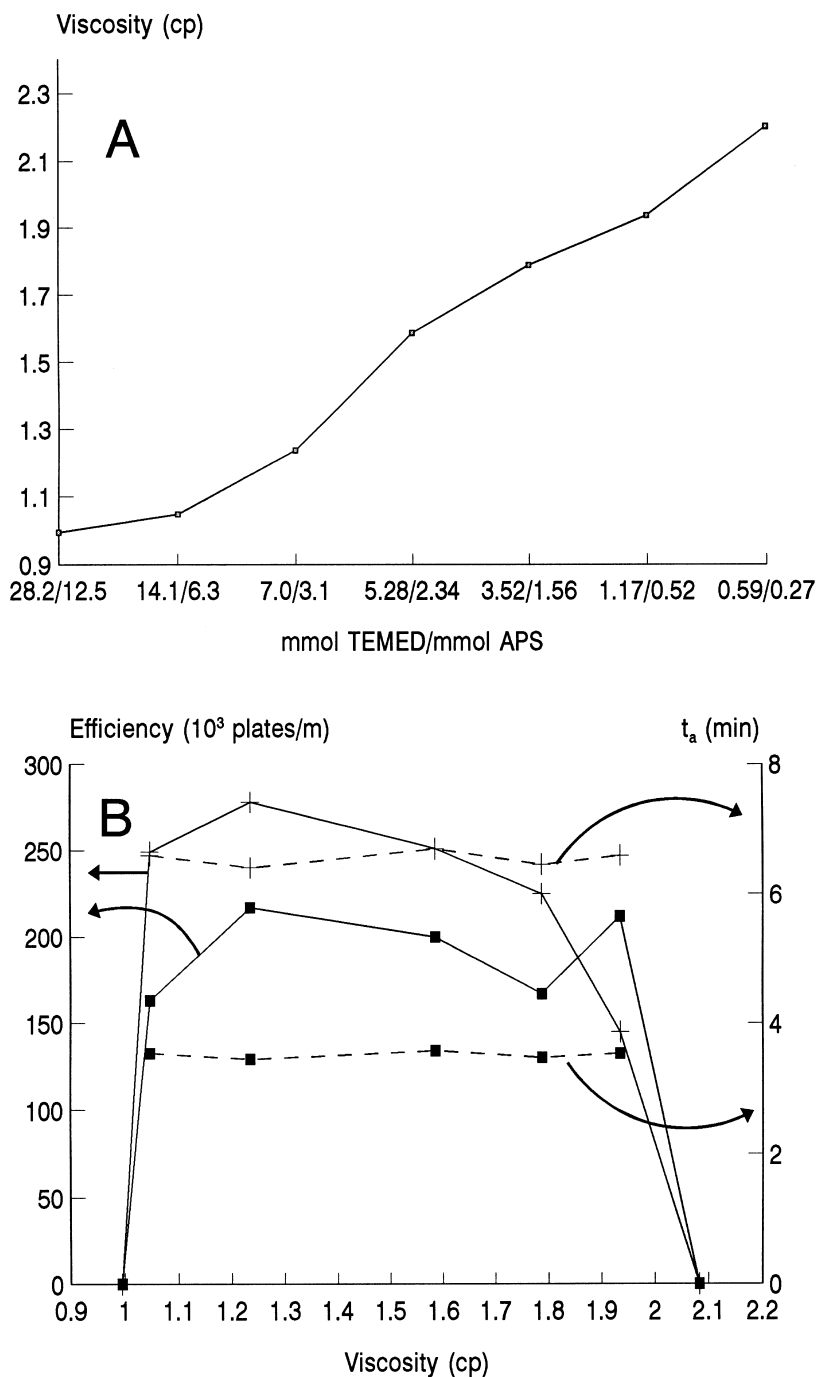 Viscosity (cp)
A
2.3
2.1
1.9
1.7
1.5
1.3
1.1
0.9
28.2/12.5 14.1/6.3 7.0/3.1 5.28/2.34 3.52/1.56 1.17/0.52 0.59/0.27
mmol TEMED/mmol APS
Efficiency (10³ plates/m) tₐ (min)
B
300 8
250
6
200
150
4
100
2
50
0 0
0.9 1 1.1 1.2 1.3 1.4 1.5 1.6 1.7 1.8 1.9 2 2.1 2.2
Viscosity (cp)